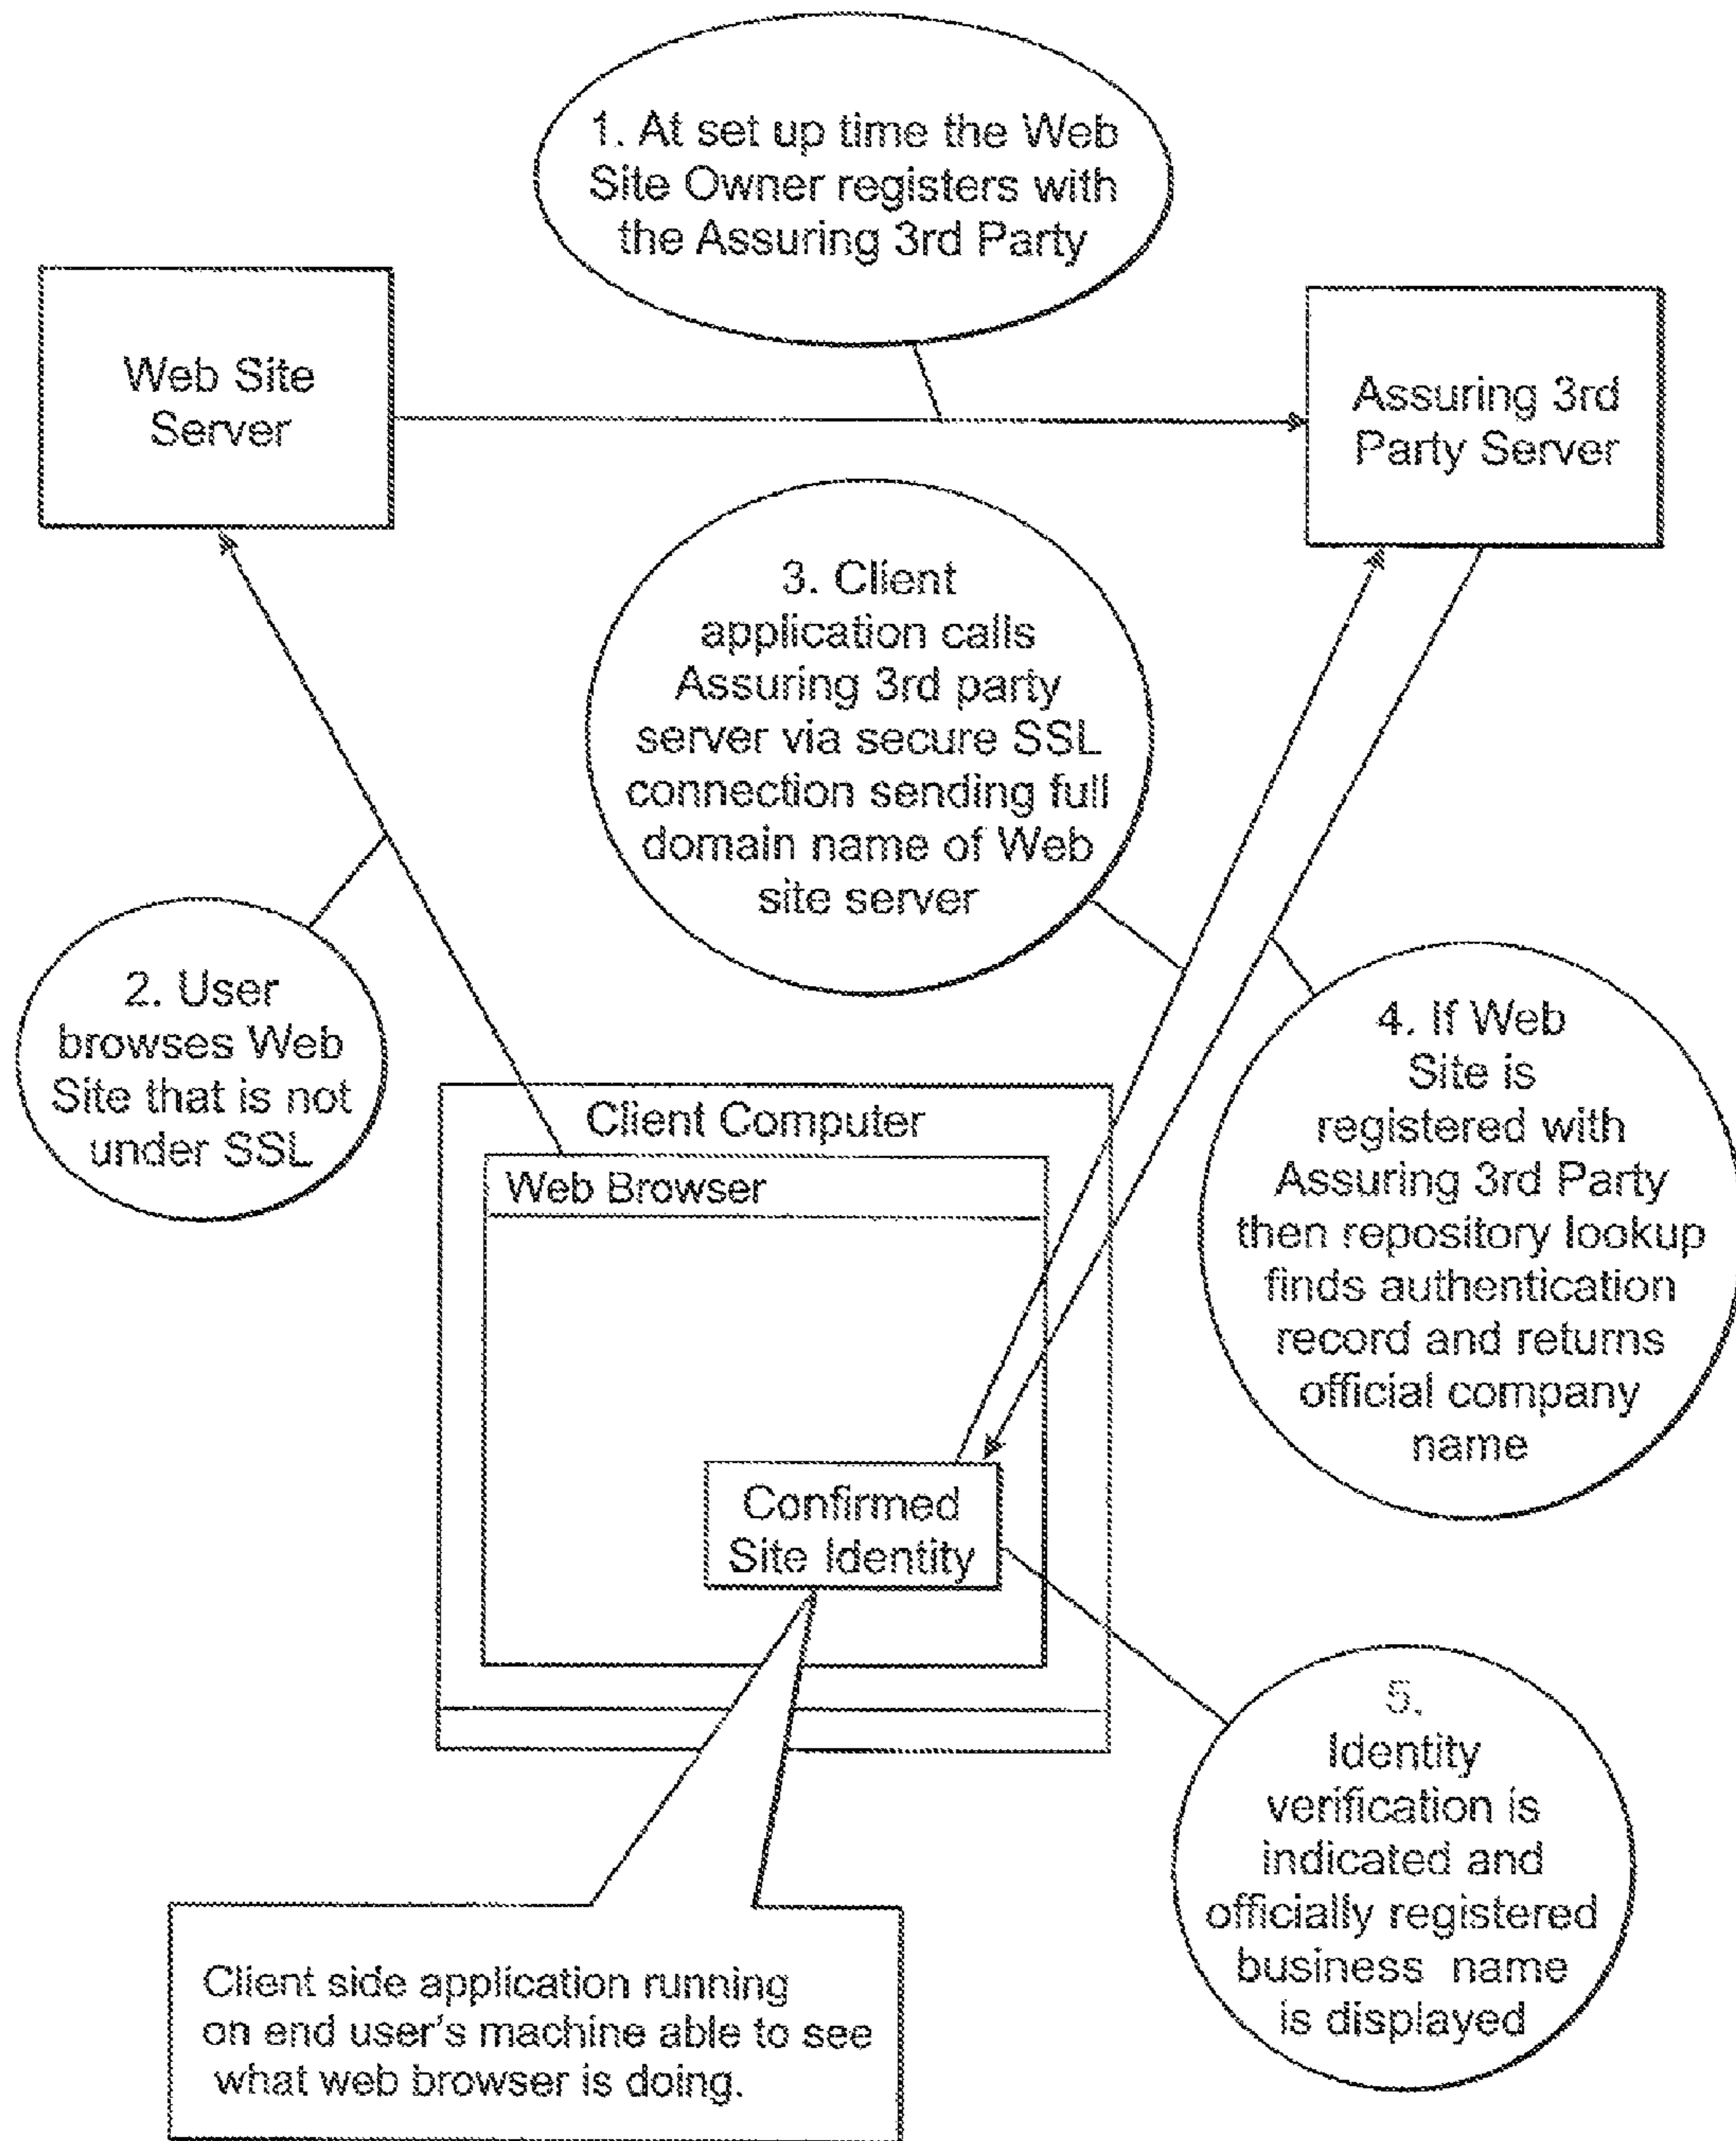 1. At set up time the Web
Site Owner registers with
the Assuring 3rd Party
Web Site
Server
Assuring 3rd
Party Server
3. Client
application calls
Assuring 3rd party
server via secure SSL
connection sending full
domain name of Web
site server
2. User
browses Web
Site that is not
under SSL
4. If Web
Site is
registered with
Assuring 3rd Party
then repository lookup
finds authentication
record and returns
official company
name
Client Computer
Web Browser
Confirmed
Site Identity
5.
Identity
verification is
indicated and
officially registered
business name
is displayed
Client side application running
on end user's machine able to see
what web browser is doing.